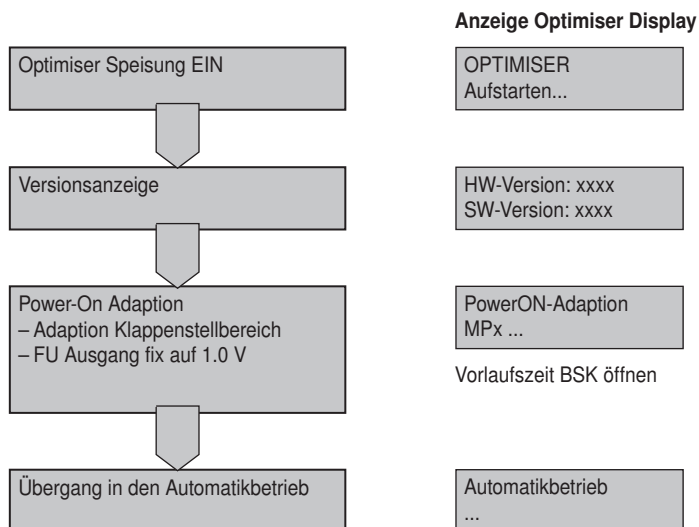 Anzeige Optimiser Display
Optimiser Speisung EIN
OPTIMISER
Aufstarten...
Versionsanzeige
HW-Version: xxxx
SW-Version: xxxx
Power-On Adaption
– Adaption Klappenstellbereich
– FU Ausgang fix auf 1.0 V
PowerON-Adaption
MPx ...
Vorlaufszeit BSK öffnen
Übergang in den Automatikbetrieb
Automatikbetrieb
...